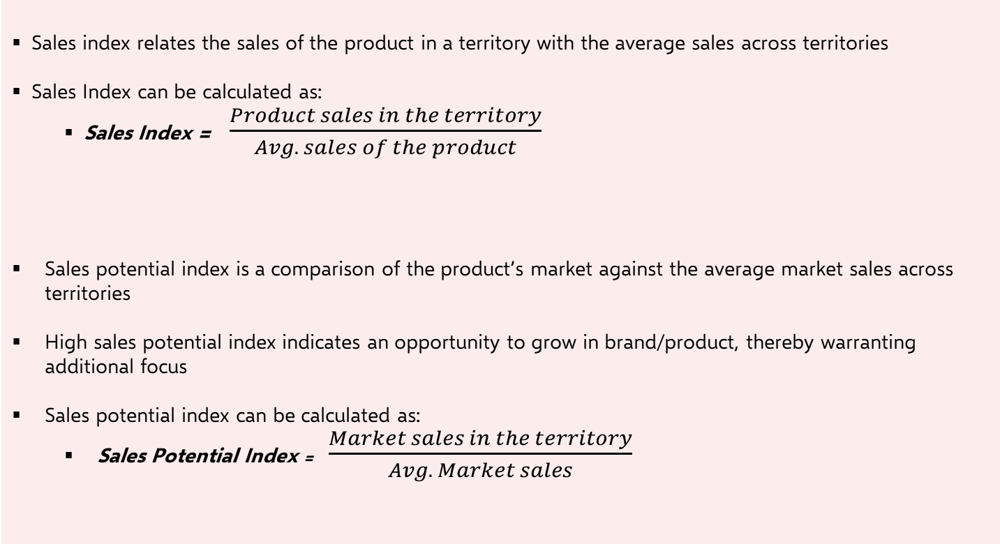 ▪ Sales index relates the sales of the product in a territory with the average sales across territories
▪ Sales Index can be calculated as:
Product sales in the territory
▪ Sales Index =
Avg. sales of the product
▪ Sales potential index is a comparison of the product's market against the average market sales across
territories
▪ High sales potential index indicates an opportunity to grow in brand/product, thereby warranting
additional focus
▪ Sales potential index can be calculated as:
Market sales in the territory
▪ Sales Potential Index =
Avg. Market sales